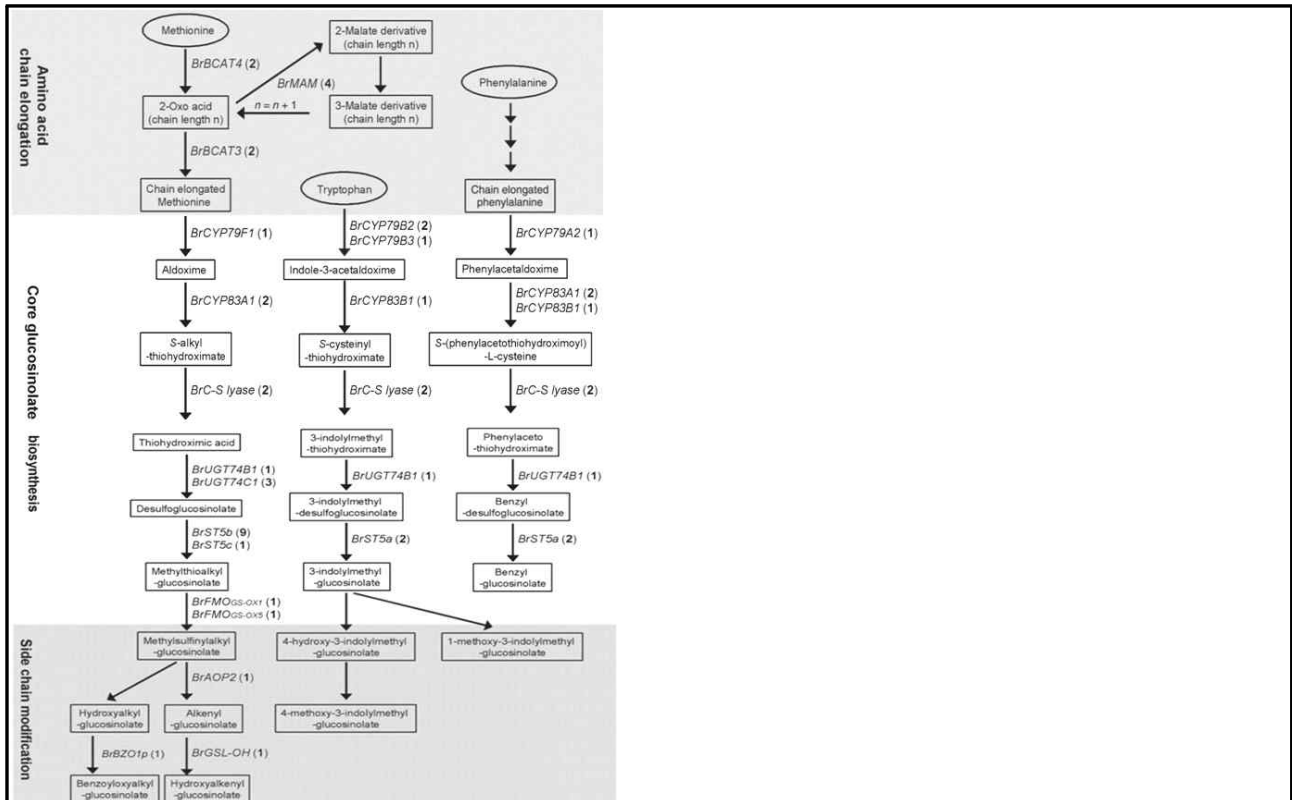 Amino acid
chain elongation
Methionine
BrBCAT4 (2)
2-Malate derivative
(chain length n)
BrMAM (4)
2-Oxo acid
(chain length n)
n = n + 1
3-Malate derivative
(chain length n)
BrBCAT3 (2)
Chain elongated
Methionine
Tryptophan
Phenylalanine
Chain elongated
phenylalanine
Core glucosinolate biosynthesis
BrCYP79F1 (1)
BrCYP79B2 (2)
BrCYP79B3 (1)
BrCYP79A2 (1)
Aldoxime
Indole-3-acetaldoxime
Phenylacetaldoxime
BrCYP83A1 (2)
BrCYP83B1 (1)
BrCYP83A1 (2)
BrCYP83B1 (1)
S-alkyl
-thiohydroximate
S-cysteinyl
-thiohydroximate
S-(phenylacetothiohydroximoyl)
-L-cysteine
BrC-S lyase (2)
BrC-S lyase (2)
BrC-S lyase (2)
Thiohydroximic acid
3-indolylmethyl
-thiohydroximate
Phenylaceto
-thiohydroximate
BrUGT74B1 (1)
BrUGT74C1 (3)
BrUGT74B1 (1)
BrUGT74B1 (1)
Desulfoglucosinolate
3-indolylmethyl
-desulfoglucosinolate
Benzyl
-desulfoglucosinolate
BrST5b (9)
BrST5c (1)
BrST5a (2)
BrST5a (2)
Methylthioalkyl
-glucosinolate
3-indolylmethyl
-glucosinolate
Benzyl
-glucosinolate
BrFMOGS-OX1 (1)
BrFMOGS-OX5 (1)
Side chain modification
Methylsulfinylalkyl
-glucosinolate
4-hydroxy-3-indolylmethyl
-glucosinolate
1-methoxy-3-indolylmethyl
-glucosinolate
BrAOP2 (1)
Hydroxyalkyl
-glucosinolate
Alkenyl
-glucosinolate
4-methoxy-3-indolylmethyl
-glucosinolate
BrBZO1p (1)
BrGSL-OH (1)
Benzoyloxyalkyl
-glucosinolate
Hydroxyalkenyl
-glucosinolate